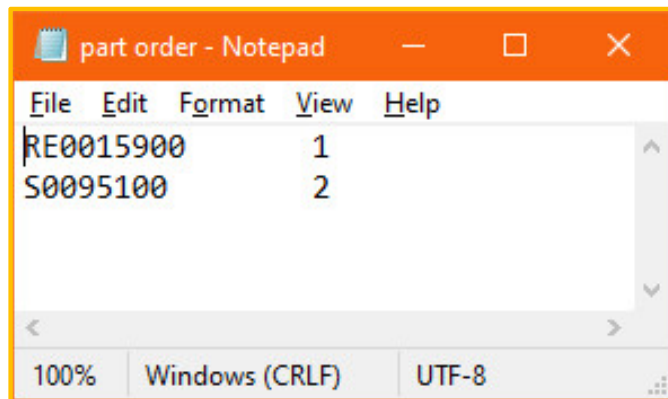 part order - Notepad
File Edit Format View Help
RE0015900 1
S0095100 2
100% Windows (CRLF) UTF-8